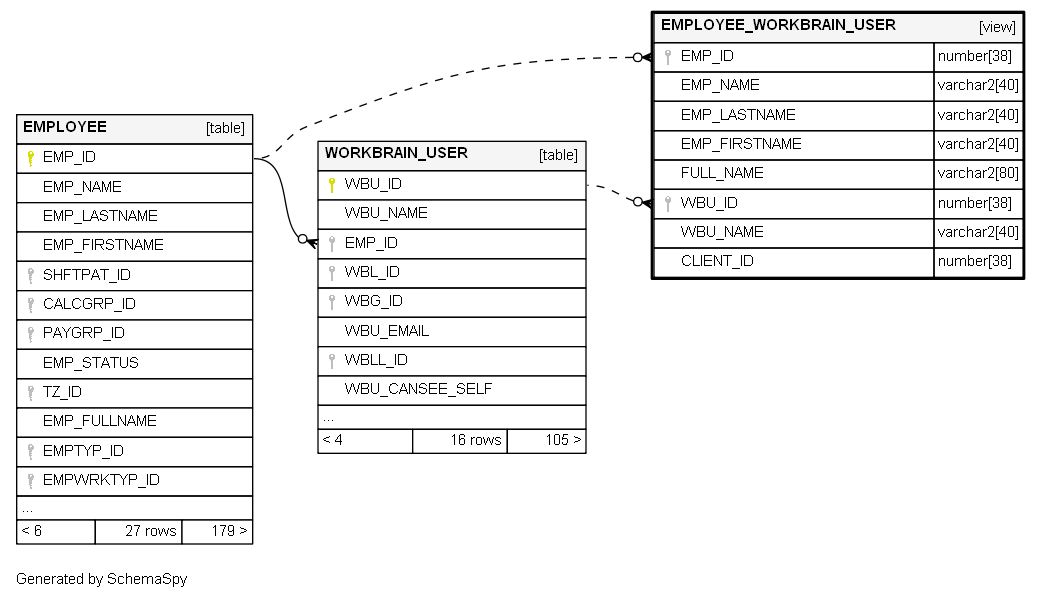 EMPLOYEE_WORKBRAIN_USER [view]
EMP_ID number[38]
EMP_NAME varchar2[40]
EMP_LASTNAME varchar2[40]
EMP_FIRSTNAME varchar2[40]
FULL_NAME varchar2[80]
WBU_ID number[38]
WBU_NAME varchar2[40]
CLIENT_ID number[38]
EMPLOYEE [table]
EMP_ID
EMP_NAME
EMP_LASTNAME
EMP_FIRSTNAME
SHFTPAT_ID
CALCGRP_ID
PAYGRP_ID
EMP_STATUS
TZ_ID
EMP_FULLNAME
EMPTYP_ID
EMPWRKTYP_ID
...
< 6 27 rows 179 >
WORKBRAIN_USER [table]
WBU_ID
WBU_NAME
EMP_ID
WBL_ID
WBG_ID
WBU_EMAIL
WBLL_ID
WBU_CANSEE_SELF
...
< 4 16 rows 105 >
Generated by SchemaSpy